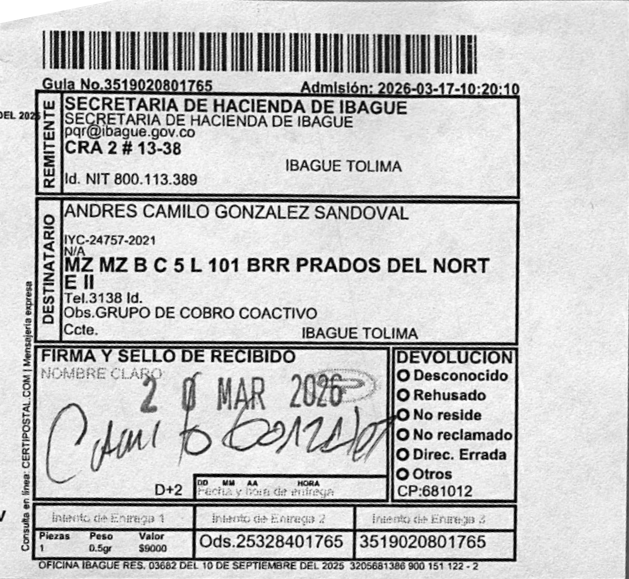 Guia No.3519020801765 Admisión: 2026-03-17-10:20:10
DEL 202
REMITENTE
SECRETARIA DE HACIENDA DE IBAGUE
SECRETARIA DE HACIENDA DE IBAGUE
pqr@ibague.gov.co
CRA 2 # 13-38
IBAGUE TOLIMA
Id. NIT 800.113.389
DESTINATARIO
ANDRES CAMILO GONZALEZ SANDOVAL
IYC-24757-2021
N/A
MZ MZ B C 5 L 101 BRR PRADOS DEL NORT
E II
Tel.3138 Id.
Obs.GRUPO DE COBRO COACTIVO
Ccte. IBAGUE TOLIMA
FIRMA Y SELLO DE RECIBIDO
NOMBRE CLARO
2 0 MAR 2026
Camilo Gonzalez
D+2
DD MM AA HORA
Fecha y hora de entrega
DEVOLUCION
Desconocido
Rehusado
No reside
No reclamado
Direc. Errada
Otros
CP:681012
Intento de Entrega 1 Intento de Entrega 2 Intento de Entrega 3
Piezas Peso Valor
1 0.5gr $9000
Ods.25328401765 3519020801765
OFICINA IBAGUE RES. 03682 DEL 10 DE SEPTIEMBRE DEL 2025 3205681386 900 151 122 - 2
Consulta en línea: CERTIPOSTAL.COM | Mensajería expresa